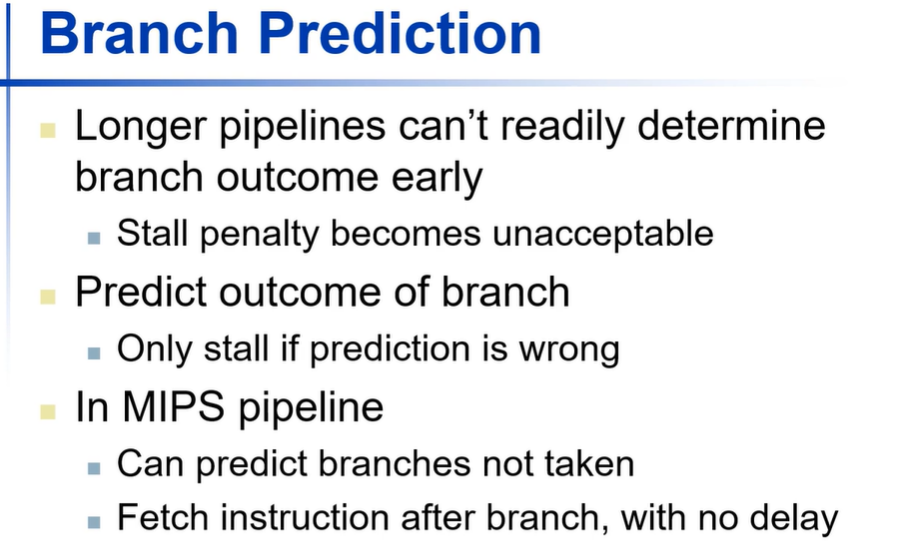 Branch Prediction
Longer pipelines can't readily determine
branch outcome early
Stall penalty becomes unacceptable
Predict outcome of branch
Only stall if prediction is wrong
In MIPS pipeline
Can predict branches not taken
Fetch instruction after branch, with no delay